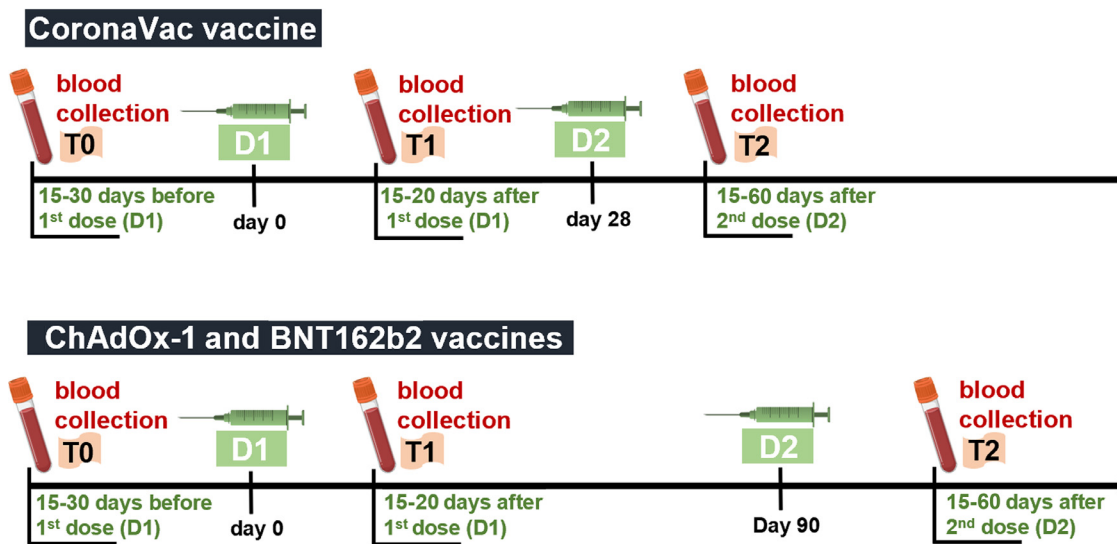 CoronaVac vaccine
blood
collection
T0
D1
blood
collection
T1
D2
blood
collection
T2
15-30 days before
1st dose (D1)
day 0
15-20 days after
1st dose (D1)
day 28
15-60 days after
2nd dose (D2)
ChAdOx-1 and BNT162b2 vaccines
blood
collection
T0
D1
blood
collection
T1
D2
blood
collection
T2
15-30 days before
1st dose (D1)
day 0
15-20 days after
1st dose (D1)
Day 90
15-60 days after
2nd dose (D2)